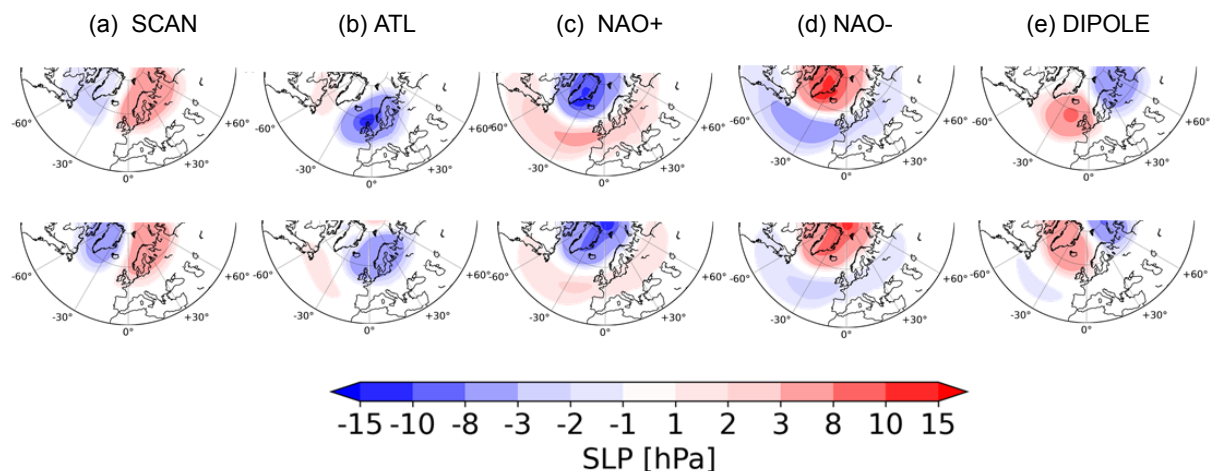 (a) SCAN (b) ATL (c) NAO+ (d) NAO- (e) DIPOLE
-60° +60° -60° +60° -60° +60° -60° +60° -60° +60°
-30° +30° -30° +30° -30° +30° -30° +30° -30° +30°
0° 0° 0° 0° 0°
-60° +60° -60° +60° -60° +60° -60° +60° -60° +60°
-30° +30° -30° +30° -30° +30° -30° +30° -30° +30°
0° 0° 0° 0° 0°
-15 -10 -8 -3 -2 -1 1 2 3 8 10 15
SLP [hPa]